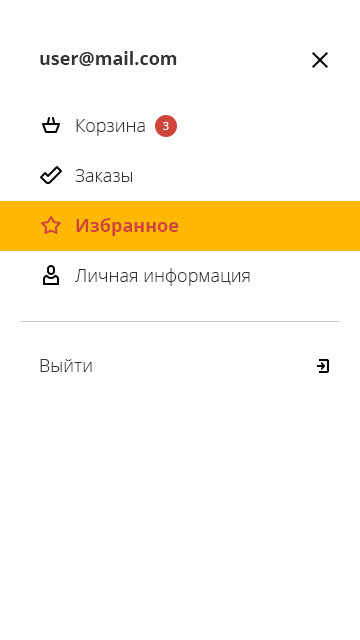 user@mail.com
Корзина 3
Заказы
Избранное
Личная информация
Выйти